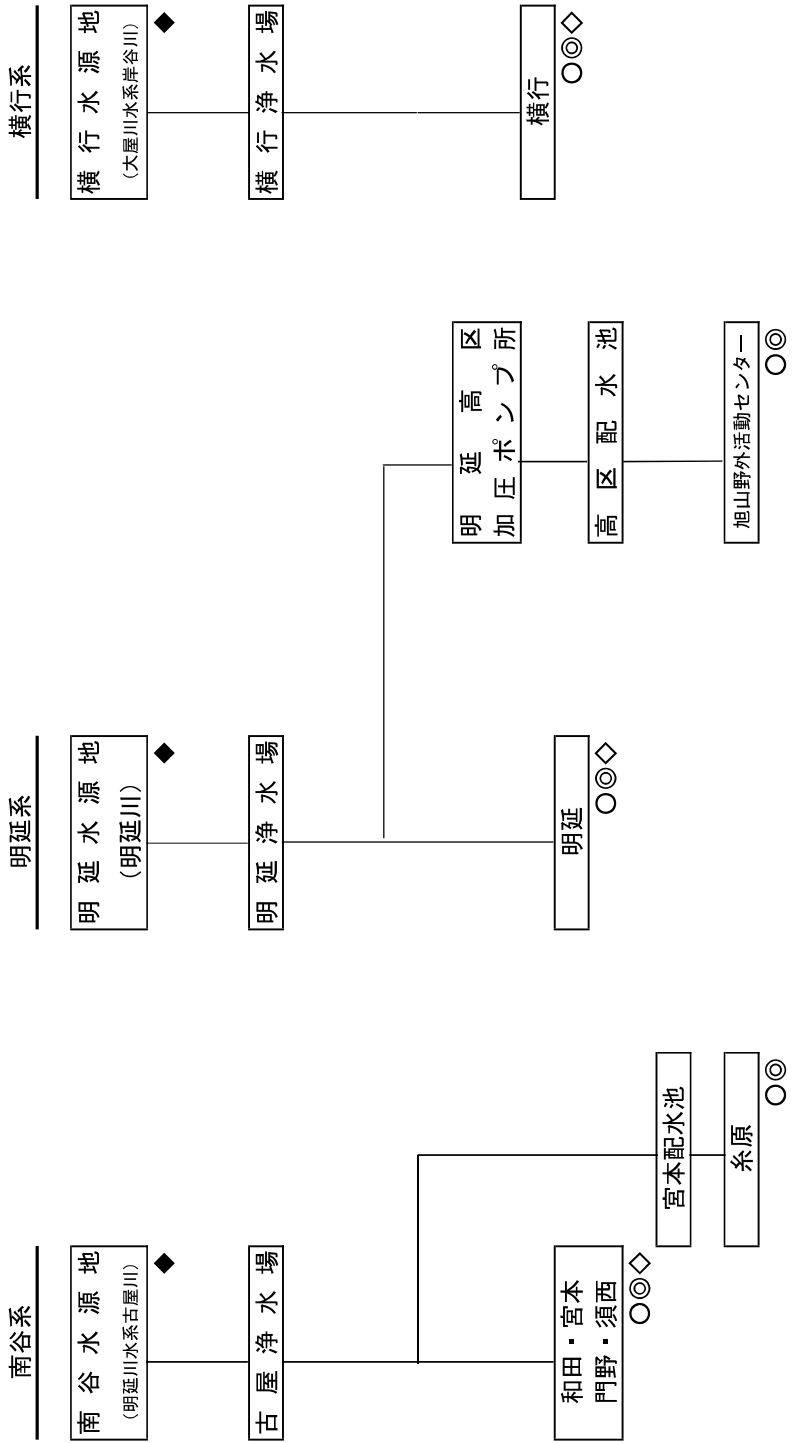 南谷系
南谷水源地
（明延川水系古屋川）
◆
古屋浄水場
和田・宮本
門野・須西
○◎◇
宮本配水池
糸原
○◎
明延系
明延水源地
（明延川）
◆
明延浄水場
明延
○◎◇
明延高区
加圧ポンプ所
高区配水池
旭山野外活動センター
○◎
横行系
横行水源地
（大屋川水系岸谷川）
◆
横行浄水場
横行
○◎◇